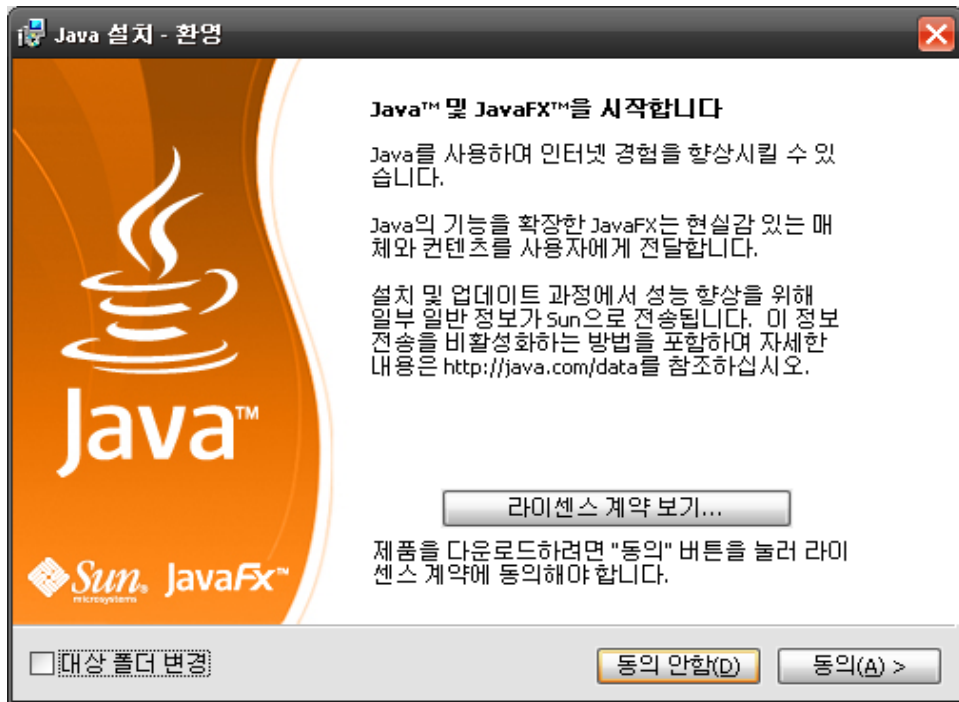 Java 설치 - 환영
Java™ 및 JavaFX™을 시작합니다
Java를 사용하여 인터넷 경험을 향상시킬 수 있
습니다.
Java의 기능을 확장한 JavaFX는 현실감 있는 매
체와 컨텐츠를 사용자에게 전달합니다.
설치 및 업데이트 과정에서 성능 향상을 위해
일부 일반 정보가 Sun으로 전송됩니다. 이 정보
전송을 비활성화하는 방법을 포함하여 자세한
내용은 http://java.com/data를 참조하십시오.
Java™
라이센스 계약 보기...
제품을 다운로드하려면 "동의" 버튼을 눌러 라이
센스 계약에 동의해야 합니다.
Sun® microsystems JavaFX™
대상 폴더 변경
동의 안함(D)
동의(A) >